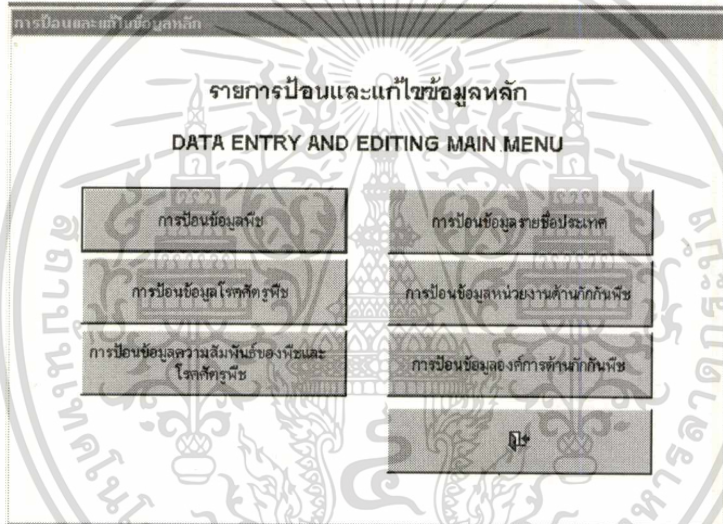 การป้อนและแก้ไขข้อมูลหลัก
รายการป้อนและแก้ไขข้อมูลหลัก
DATA ENTRY AND EDITING MAIN MENU
การป้อนข้อมูลพืช
การป้อนข้อมูลรายชื่อประเทศ
การป้อนข้อมูลโรคศัตรูพืช
การป้อนข้อมูลหน่วยงานด้านกักกันพืช
การป้อนข้อมูลความสัมพันธ์ของพืชและ
โรคศัตรูพืช
การป้อนข้อมูลองค์การด้านกักกันพืช